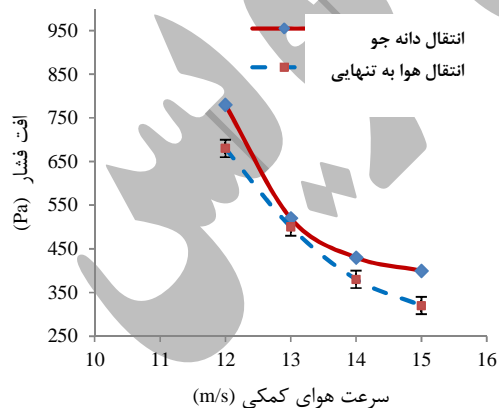 انتقال دانه جو
انتقال هوا به تنهایی
950
850
750
650
550
450
350
250
افت فشار (Pa)
10 11 12 13 14 15 16
سرعت هوای کمکی (m/s)